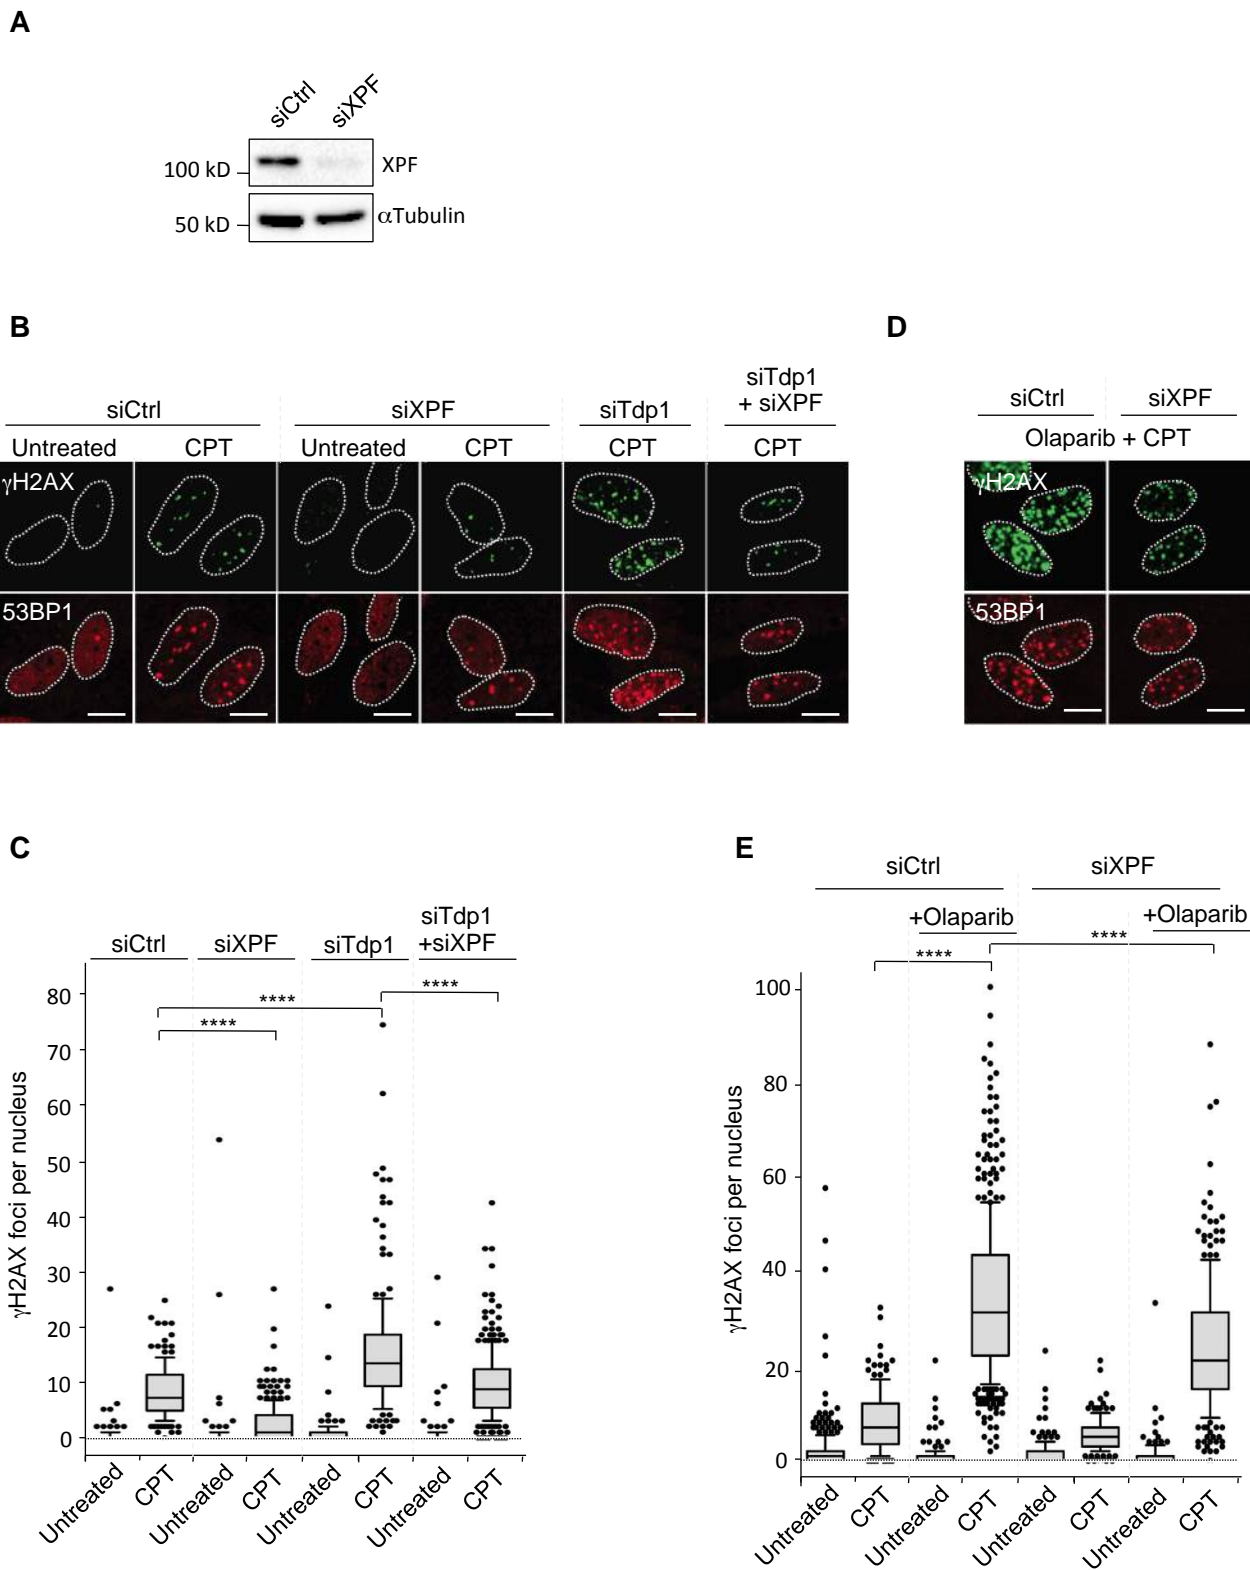 A
siCtrl
siXPF
100 kD
XPF
50 kD
αTubulin
B
siCtrl
siXPF
siTdp1
siTdp1
+ siXPF
Untreated
CPT
Untreated
CPT
CPT
CPT
γH2AX
53BP1
D
siCtrl
siXPF
Olaparib + CPT
γH2AX
53BP1
C
siCtrl
siXPF
siTdp1
siTdp1
+siXPF
****
****
****
γH2AX foci per nucleus
80
70
60
50
40
30
20
10
0
Untreated
CPT
Untreated
CPT
Untreated
CPT
Untreated
CPT
E
siCtrl
siXPF
+Olaparib
+Olaparib
****
****
γH2AX foci per nucleus
100
80
60
40
20
0
Untreated
CPT
Untreated
CPT
Untreated
CPT
Untreated
CPT